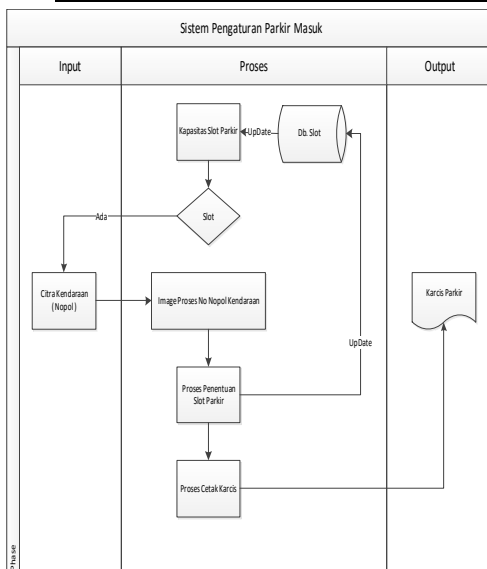 Sistem Pengaturan Parkir Masuk
Input
Proses
Output
Kapasitas Slot Parkir
UpDate
Db. Slot
Slot
Ada
Citra Kendaraan
( Nopol )
Image Proses No Nopol Kendaraan
Karcis Parkir
UpDate
Proses Penentuan
Slot Parkir
Proses Cetak Karcis
Phase